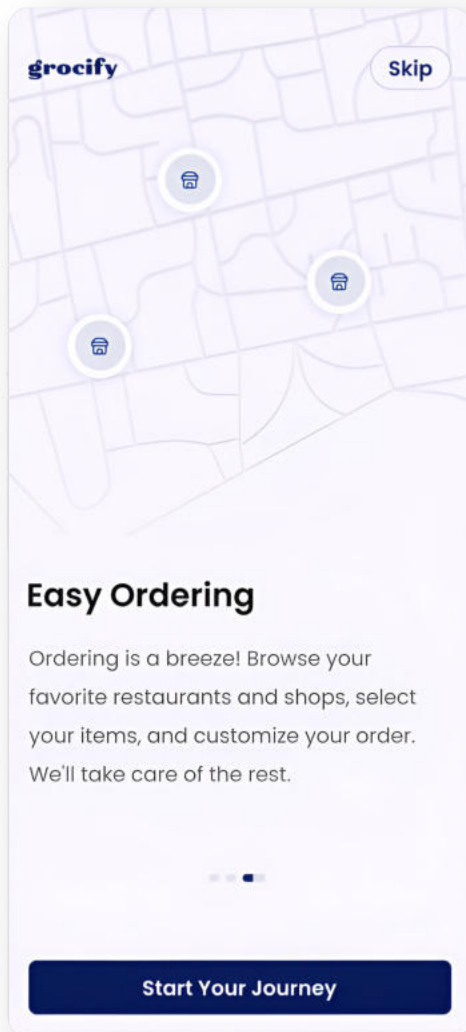 grocify
Skip
Easy Ordering
Ordering is a breeze! Browse your
favorite restaurants and shops, select
your items, and customize your order.
We'll take care of the rest.
Start Your Journey